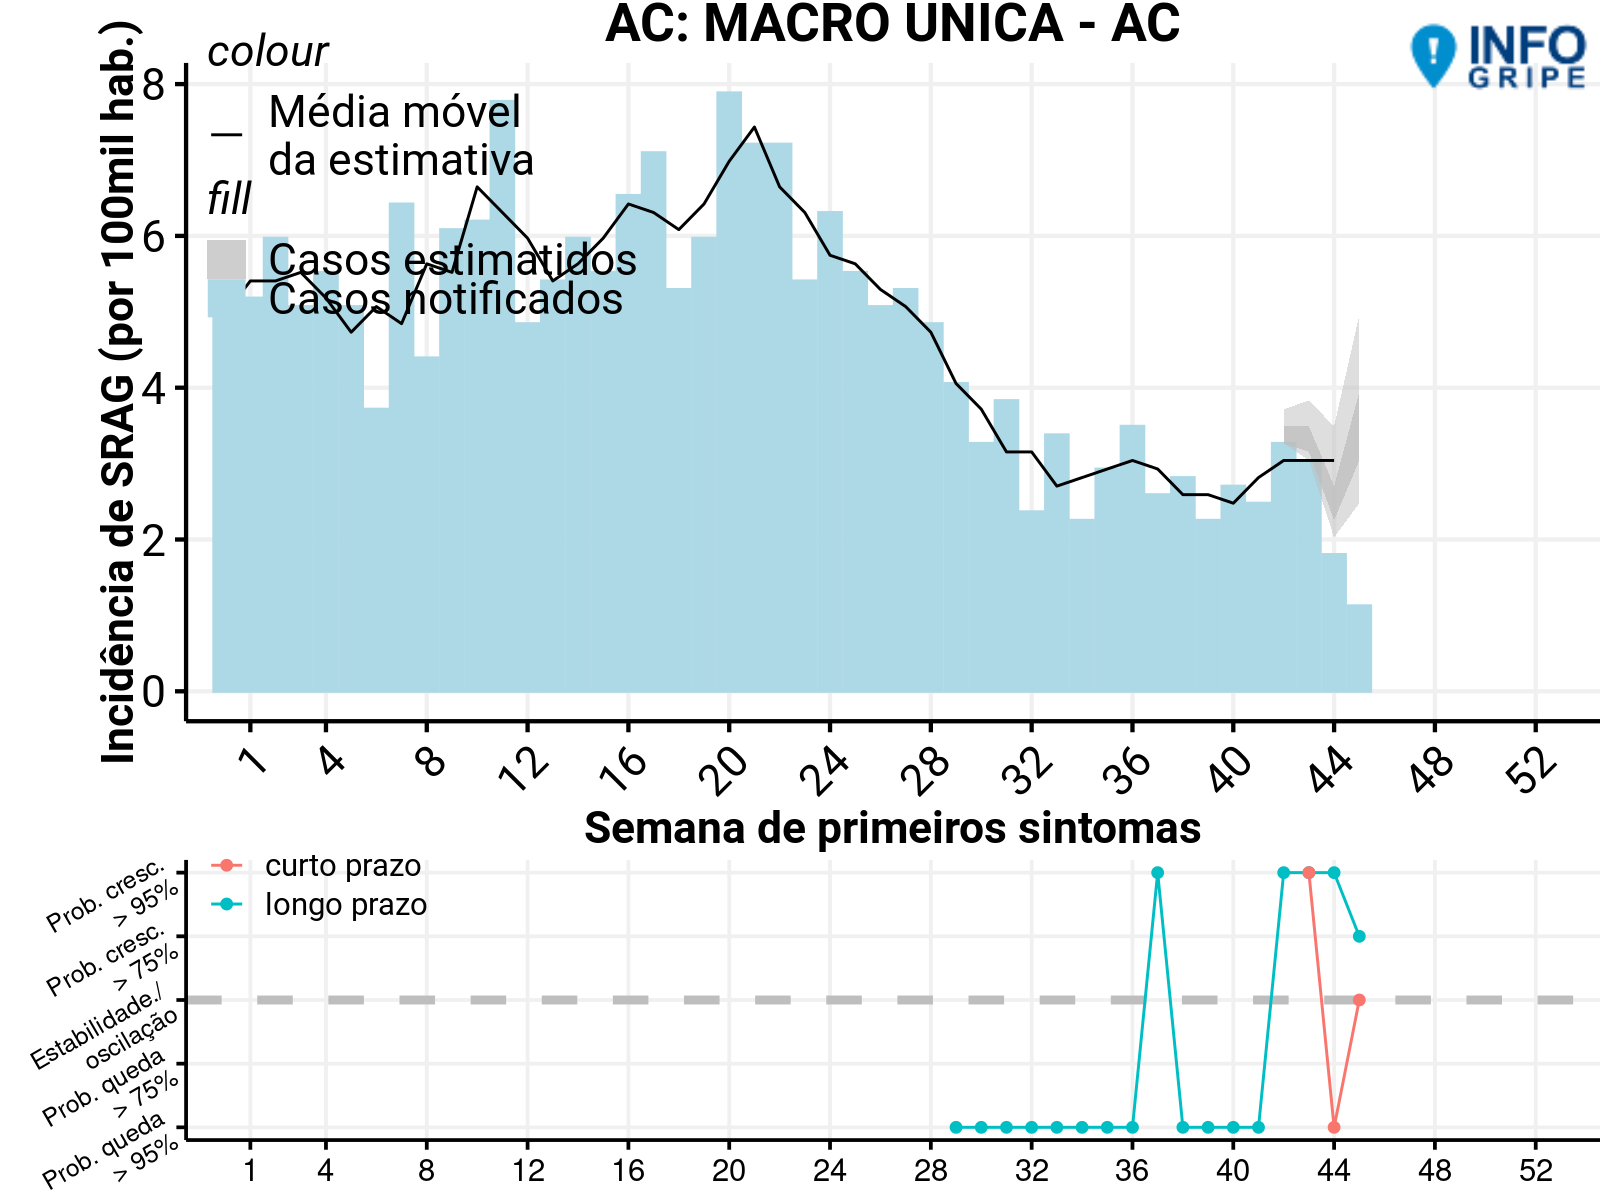 AC: MACRO UNICA - AC
INFO
GRIPE
Incidência de SRAG (por 100mil hab.)
colour
Média móvel
da estimativa
fill
Casos estimatidos
Casos notificados
8
6
4
2
0
1 4 8 12 16 20 24 28 32 36 40 44 48 52
Semana de primeiros sintomas
curto prazo
longo prazo
Prob. cresc.
> 95%
Prob. cresc.
> 75%
Estabilidade./
oscilação
Prob. queda
> 75%
Prob. queda
> 95%
1 4 8 12 16 20 24 28 32 36 40 44 48 52